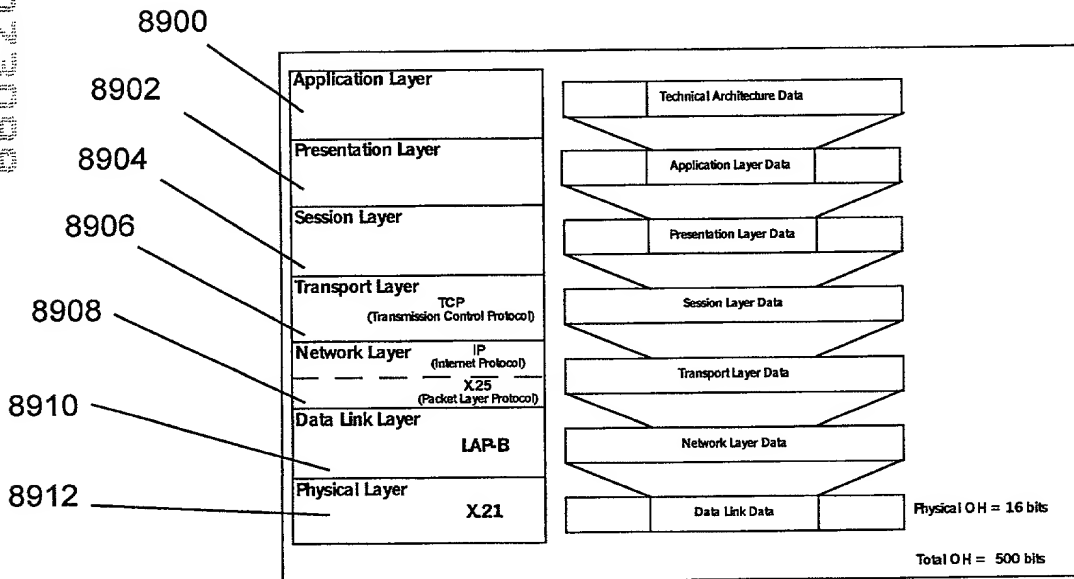 8900
8902
8904
8906
8908
8910
8912
Application Layer
Presentation Layer
Session Layer
Transport Layer
TCP
(Transmission Control Protocol)
Network Layer
IP
(Internet Protocol)
X.25
(Packet Layer Protocol)
Data Link Layer
LAP-B
Physical Layer
X.21
Technical Architecture Data
Application Layer Data
Presentation Layer Data
Session Layer Data
Transport Layer Data
Network Layer Data
Data Link Data
Physical OH = 16 bits
Total OH = 500 bits